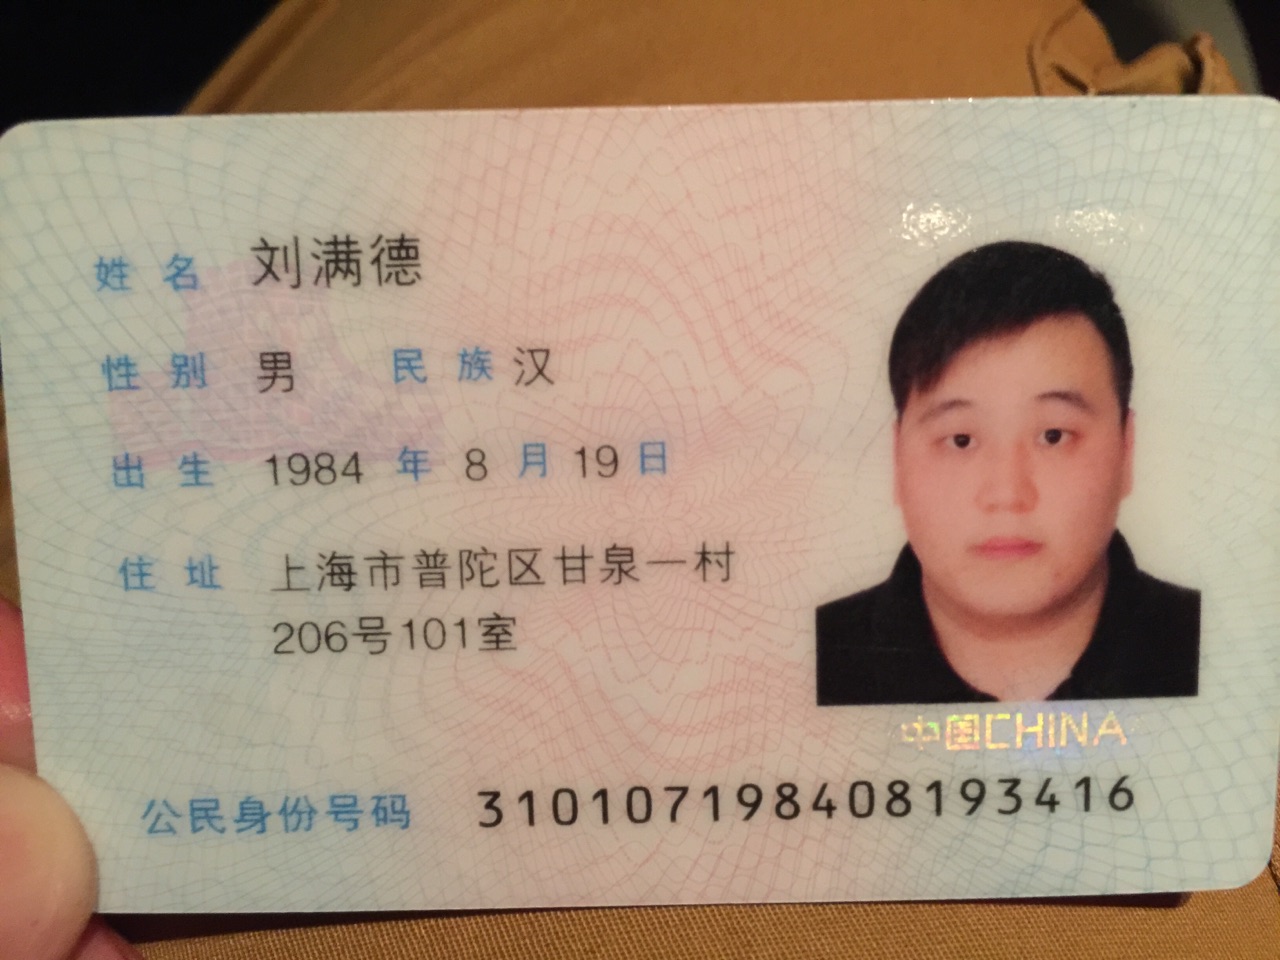 姓名 刘满德
性别 男 民族 汉
出生 1984 年 8 月 19 日
住址 上海市普陀区甘泉一村
206号101室
中国CHINA
公民身份号码 310107198408193416